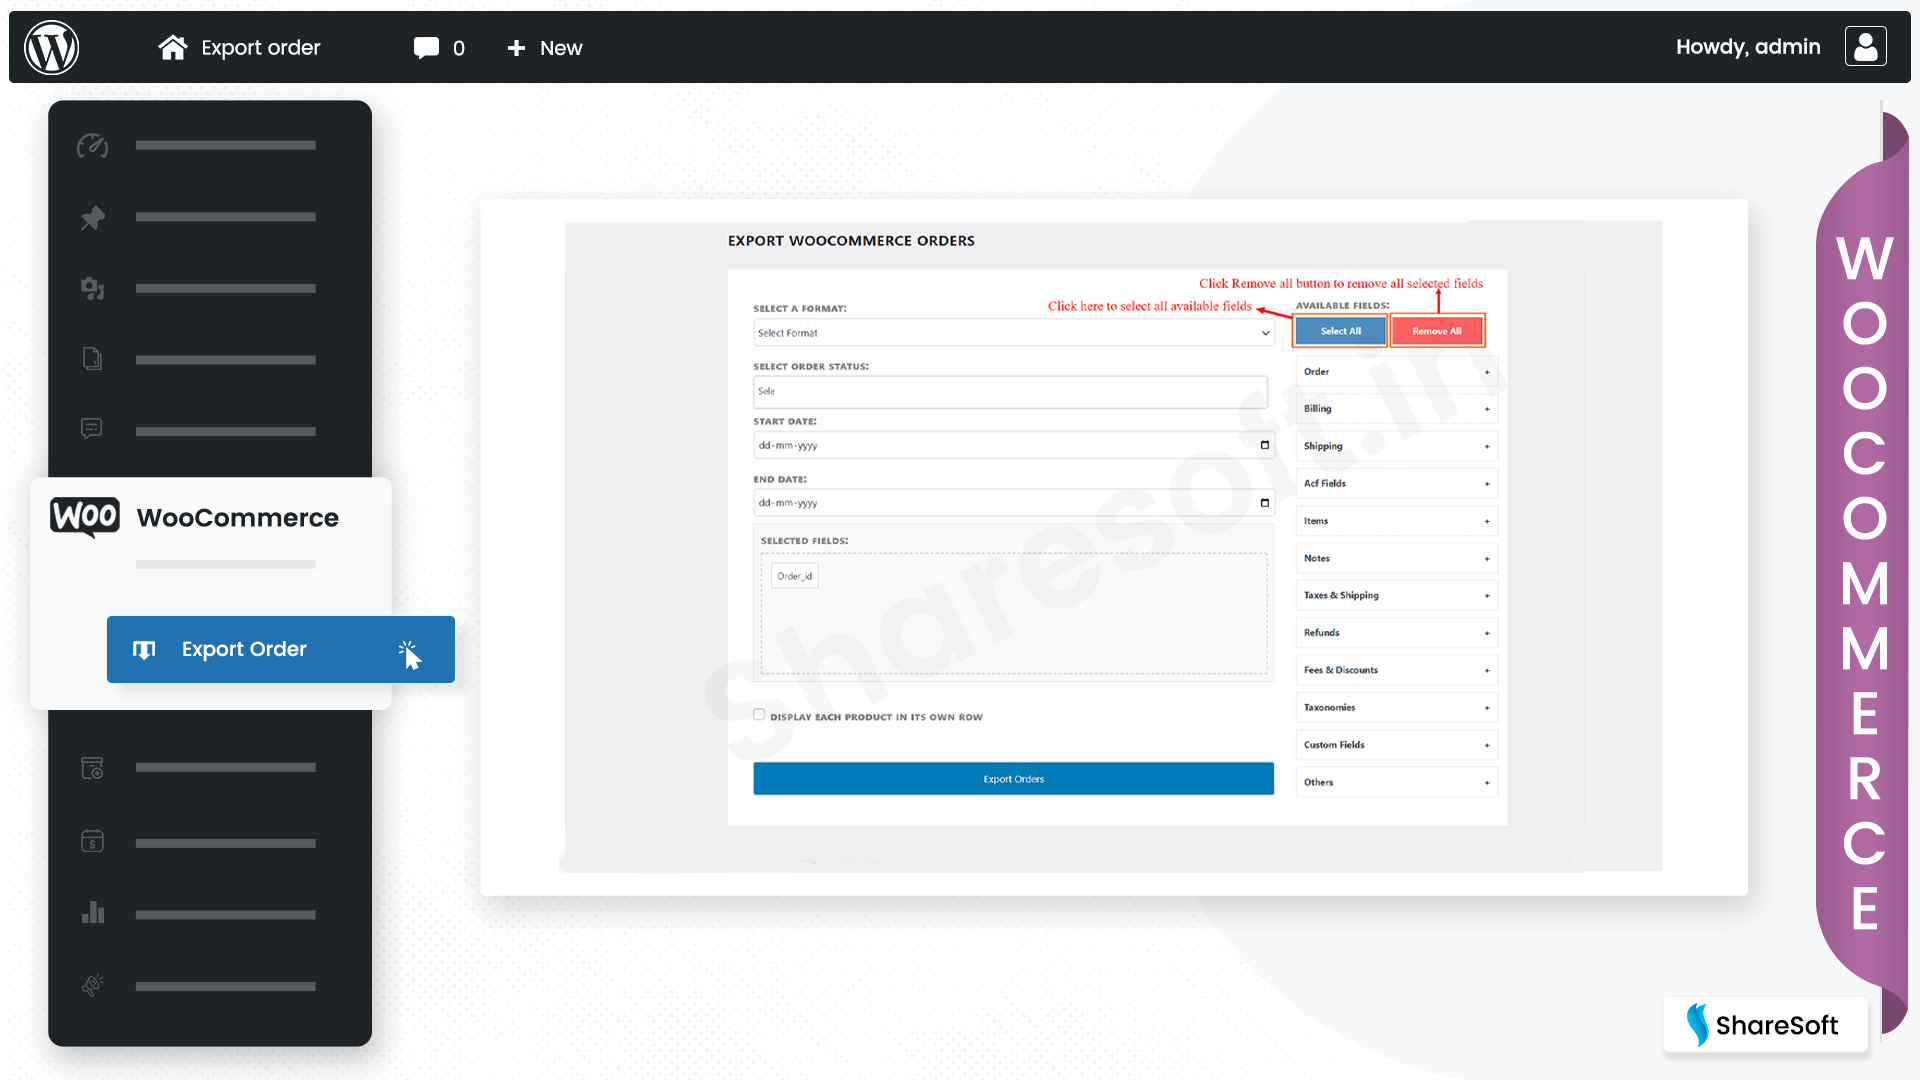 Export order
0
New
Howdy, admin
WOO WooCommerce
Export Order
EXPORT WOOCOMMERCE ORDERS
Click Remove all button to remove all selected fields
Click here to select all available fields
SELECT A FORMAT:
Select Format
SELECT ORDER STATUS:
Sele
START DATE:
dd-mm-yyyy
END DATE:
dd-mm-yyyy
SELECTED FIELDS:
Order_id
DISPLAY EACH PRODUCT IN ITS OWN ROW
Export Orders
AVAILABLE FIELDS:
Select All
Remove All
Order +
Billing +
Shipping +
Acf Fields +
Items +
Notes +
Taxes & Shipping +
Refunds +
Fees & Discounts +
Taxonomies +
Custom Fields +
Others +
Sharesoft.in
WOOCOMMERCE
ShareSoft